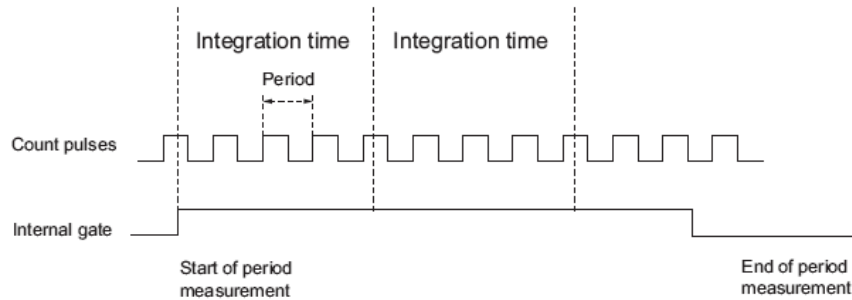 Integration time Integration time
Period
Count pulses
Internal gate
Start of period
measurement
End of period
measurement